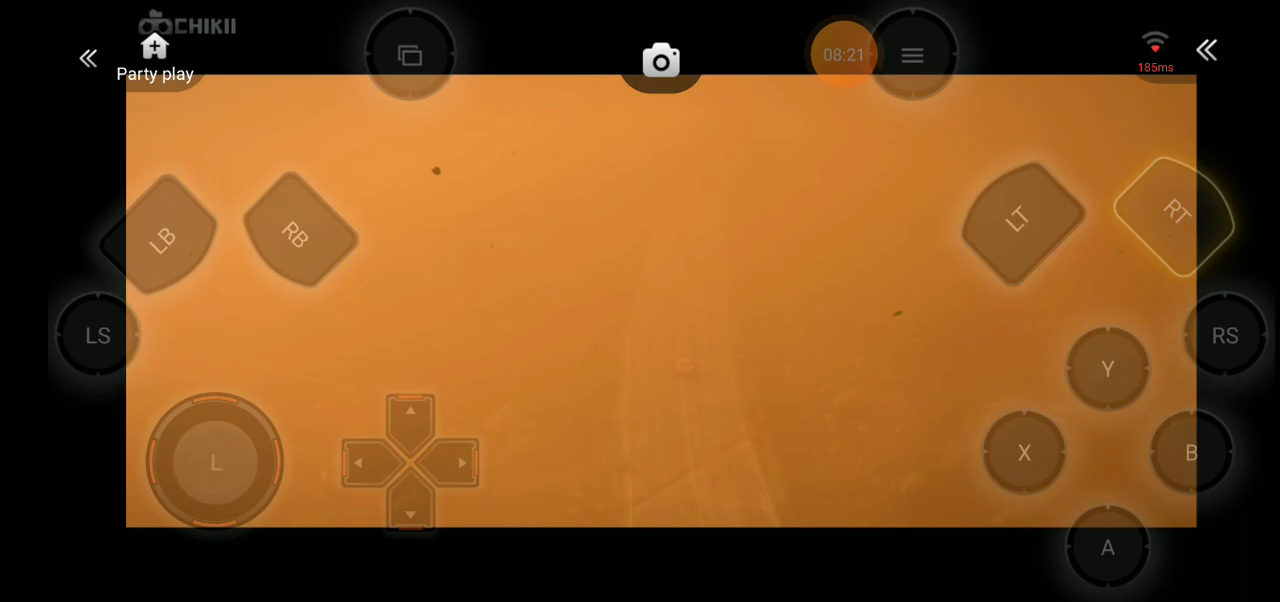 CHIKII
Party play
08:21
185ms
LB
RB
LT
RT
LS
RS
Y
X
B
A
L